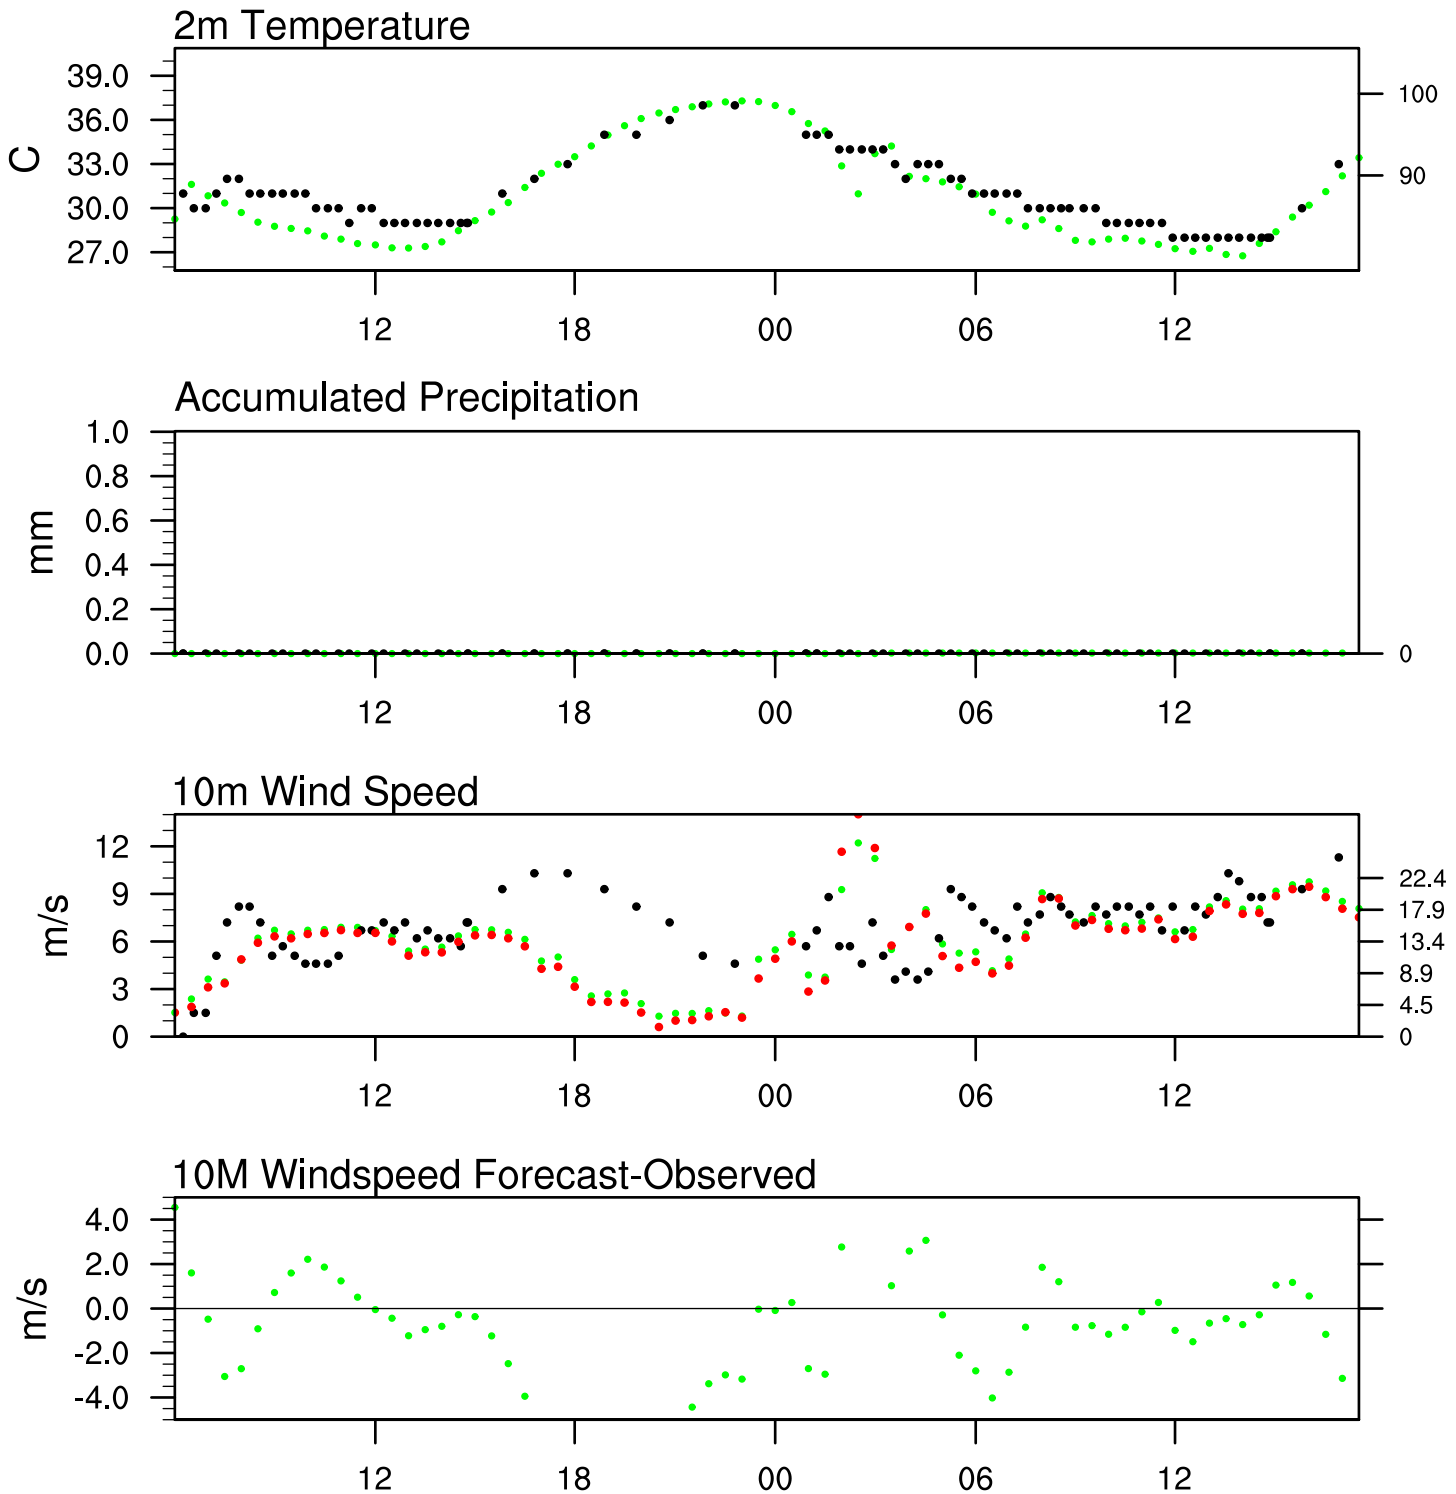 2m Temperature
39.0
36.0
33.0
30.0
27.0
C
100
90
12 18 00 06 12
Accumulated Precipitation
1.0
0.8
0.6
0.4
0.2
0.0
mm
0
12 18 00 06 12
10m Wind Speed
12
9
6
3
0
m/s
22.4
17.9
13.4
8.9
4.5
0
12 18 00 06 12
10M Windspeed Forecast-Observed
4.0
2.0
0.0
-2.0
-4.0
m/s
12 18 00 06 12